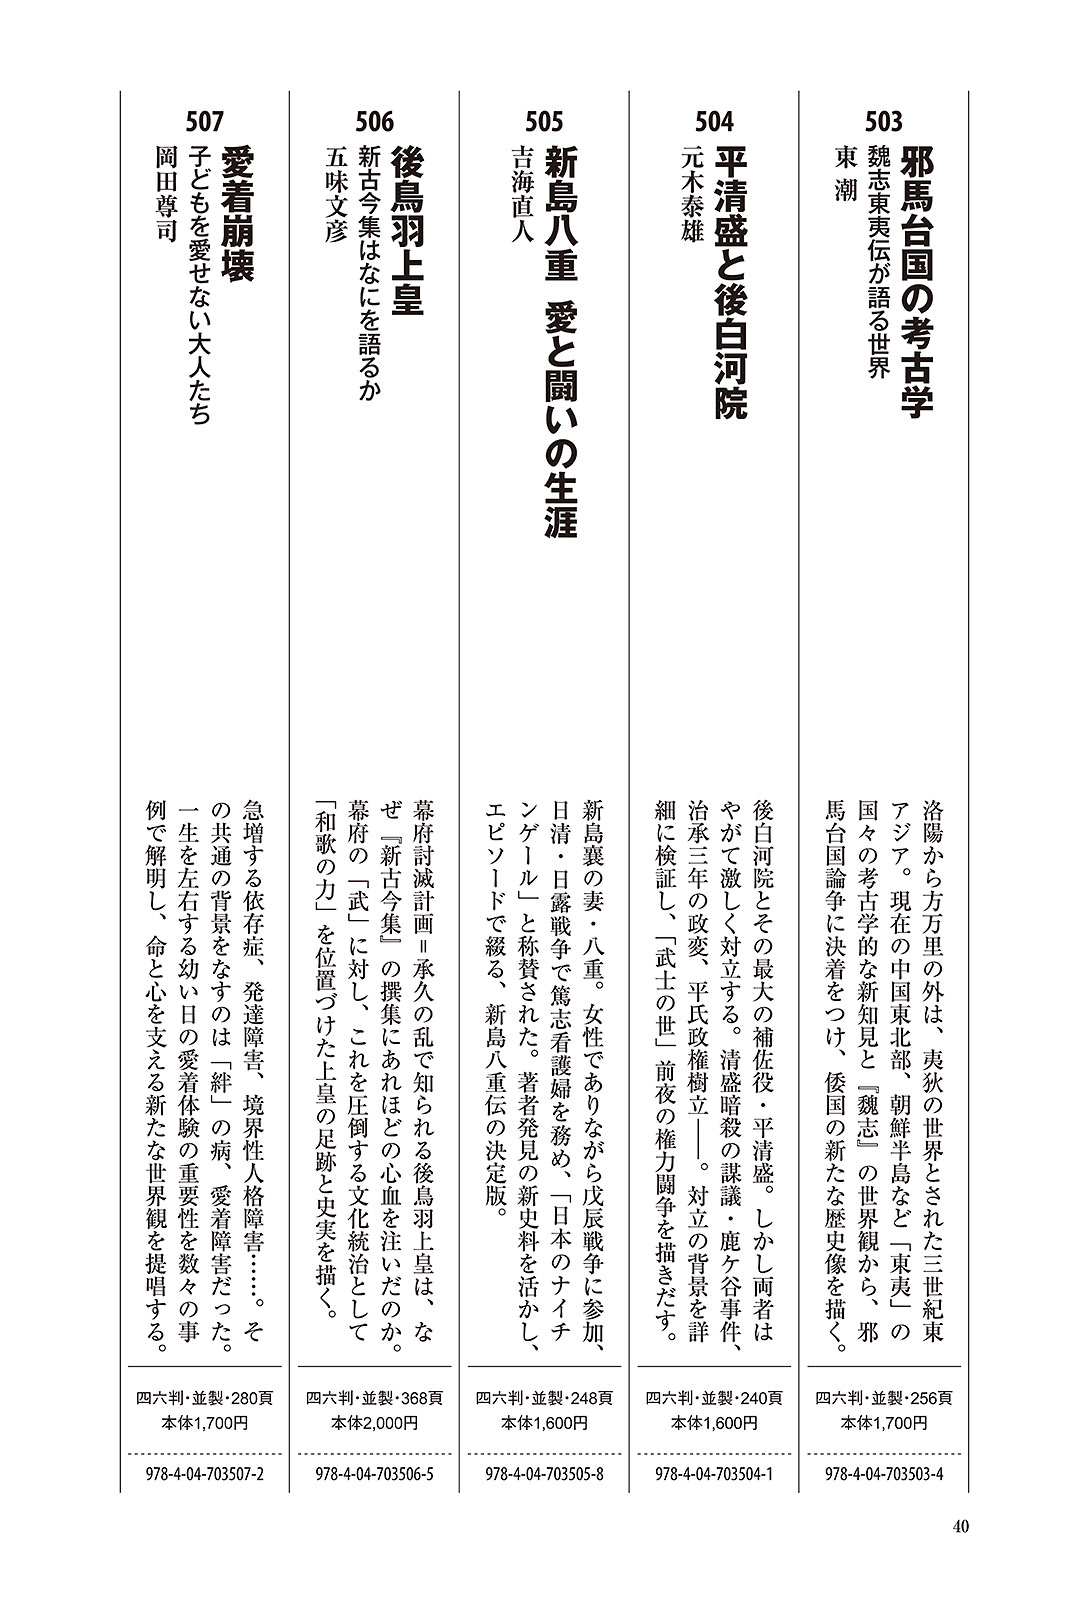 503
邪馬台国の考古学
魏志東夷伝が語る世界
東 潮
洛陽から方万里の外は、夷狄の世界とされた三世紀東
アジア。現在の中国東北部、朝鮮半島など「東夷」の
国々の考古学的な新知見と『魏志』の世界観から、邪
馬台国論争に決着をつけ、倭国の新たな歴史像を描く。
四六判・並製・256頁
本体1,700円
978-4-04-703503-4
504
平清盛と後白河院
元木泰雄
後白河院とその最大の補佐役・平清盛。しかし両者は
やがて激しく対立する。清盛暗殺の謀議・鹿ケ谷事件、
治承三年の政変、平氏政権樹立――。対立の背景を詳
細に検証し、「武士の世」前夜の権力闘争を描きだす。
四六判・並製・240頁
本体1,600円
978-4-04-703504-1
505
新島八重 愛と闘いの生涯
吉海直人
新島襄の妻・八重。女性でありながら戊辰戦争に参加、
日清・日露戦争で篤志看護婦を務め、「日本のナイチ
ンゲール」と称賛された。著者発見の新史料を活かし、
エピソードで綴る、新島八重伝の決定版。
四六判・並製・248頁
本体1,600円
978-4-04-703505-8
506
後鳥羽上皇
新古今集はなにを語るか
五味文彦
幕府討滅計画=承久の乱で知られる後鳥羽上皇は、な
ぜ『新古今集』の撰集にあれほどの心血を注いだのか。
幕府の「武」に対し、これを圧倒する文化統治として
「和歌の力」を位置づけた上皇の足跡と史実を描く。
四六判・並製・368頁
本体2,000円
978-4-04-703506-5
507
愛着崩壊
子どもを愛せない大人たち
岡田尊司
急増する依存症、発達障害、境界性人格障害……。そ
の共通の背景をなすのは「絆」の病、愛着障害だった。
一生を左右する幼い日の愛着体験の重要性を数々の事
例で解明し、命と心を支える新たな世界観を提唱する。
四六判・並製・280頁
本体1,700円
978-4-04-703507-2
40